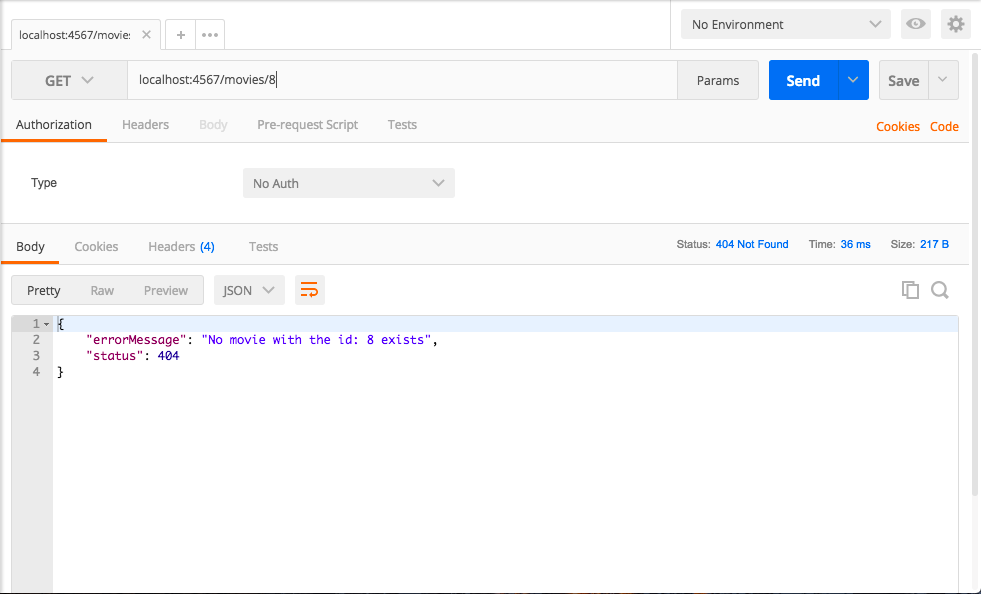 localhost:4567/movies
No Environment
GET localhost:4567/movies/8 Params Send Save
Authorization Headers Body Pre-request Script Tests Cookies Code
Type No Auth
Body Cookies Headers (4) Tests Status: 404 Not Found Time: 36 ms Size: 217 B
Pretty Raw Preview JSON
1 {
2 "errorMessage": "No movie with the id: 8 exists",
3 "status": 404
4 }